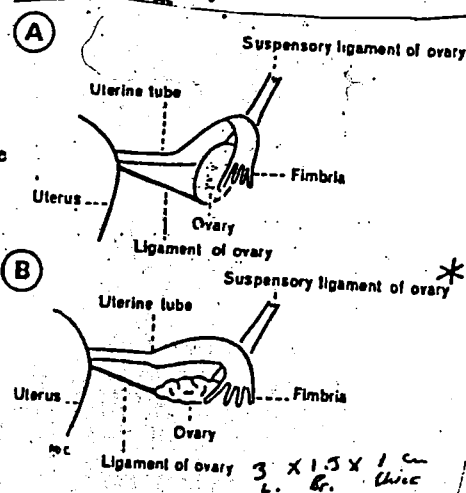 A
Suspensory ligament of ovary
Uterine tube
Fimbria
Uterus
Ovary
Ligament of ovary
B
Suspensory ligament of ovary *
Uterine tube
Uterus
Fimbria
Ovary
Ligament of ovary
3 x 1.5 x 1 cm
L. Br. thick